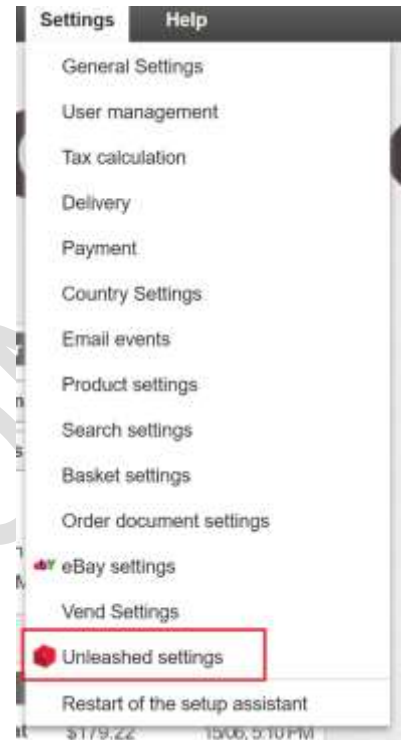 Settings Help
General Settings
User management
Tax calculation
Delivery
Payment
Country Settings
Email events
Product settings
Search settings
Basket settings
Order document settings
ebY eBay settings
Vend Settings
Unleashed settings
Restart of the setup assistant
$179.22 15/06, 5:10 PM